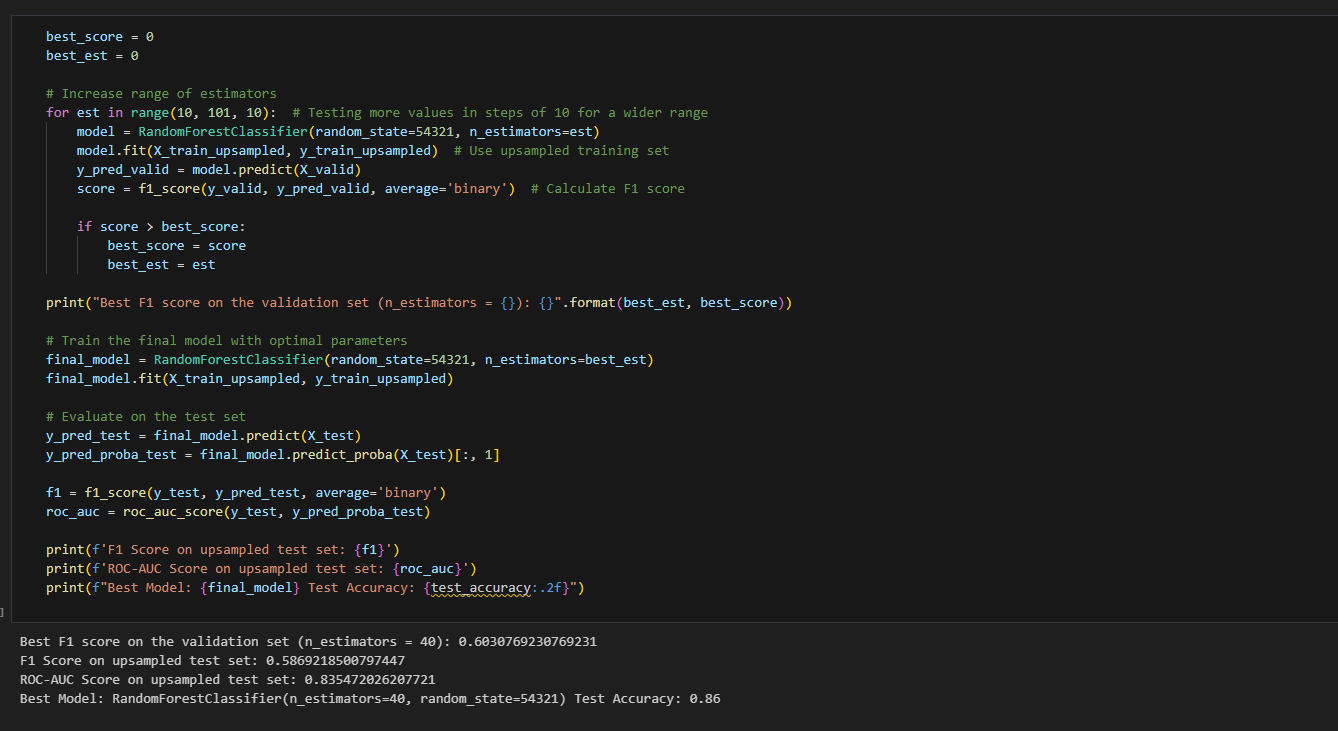 best_score = 0
best_est = 0
# Increase range of estimators
for est in range(10, 101, 10):  # Testing more values in steps of 10 for a wider range
    model = RandomForestClassifier(random_state=54321, n_estimators=est)
    model.fit(X_train_upsampled, y_train_upsampled)  # Use upsampled training set
    y_pred_valid = model.predict(X_valid)
    score = f1_score(y_valid, y_pred_valid, average='binary')  # Calculate F1 score
    if score > best_score:
        best_score = score
        best_est = est
print("Best F1 score on the validation set (n_estimators = {}): {}".format(best_est, best_score))
# Train the final model with optimal parameters
final_model = RandomForestClassifier(random_state=54321, n_estimators=best_est)
final_model.fit(X_train_upsampled, y_train_upsampled)
# Evaluate on the test set
y_pred_test = final_model.predict(X_test)
y_pred_proba_test = final_model.predict_proba(X_test)[:, 1]
f1 = f1_score(y_test, y_pred_test, average='binary')
roc_auc = roc_auc_score(y_test, y_pred_proba_test)
print(f'F1 Score on upsampled test set: {f1}')
print(f'ROC-AUC Score on upsampled test set: {roc_auc}')
print(f"Best Model: {final_model} Test Accuracy: {test_accuracy:.2f}")
]
Best F1 score on the validation set (n_estimators = 40): 0.6030769230769231
F1 Score on upsampled test set: 0.5869218500797447
ROC-AUC Score on upsampled test set: 0.835472026207721
Best Model: RandomForestClassifier(n_estimators=40, random_state=54321) Test Accuracy: 0.86